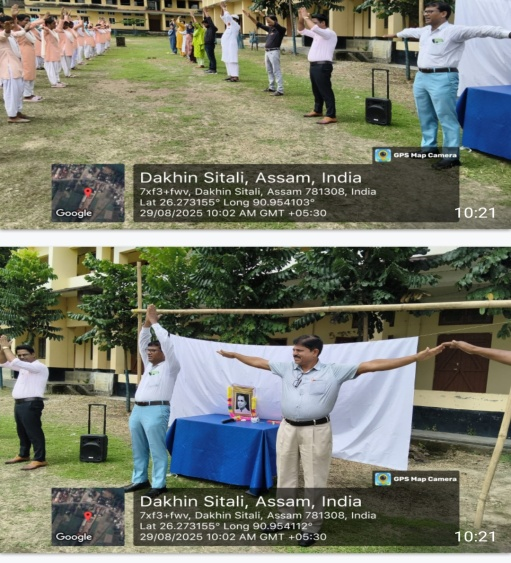 GPS Map Camera
Google
Dakhin Sitali, Assam, India
7xf3+fwv, Dakhin Sitali, Assam 781308, India
Lat 26.273155° Long 90.954103°
29/08/2025 10:02 AM GMT +05:30
10:21
GPS Map Camera
Google
Dakhin Sitali, Assam, India
7xf3+fwv, Dakhin Sitali, Assam 781308, India
Lat 26.273155° Long 90.954112°
29/08/2025 10:02 AM GMT +05:30
10:21